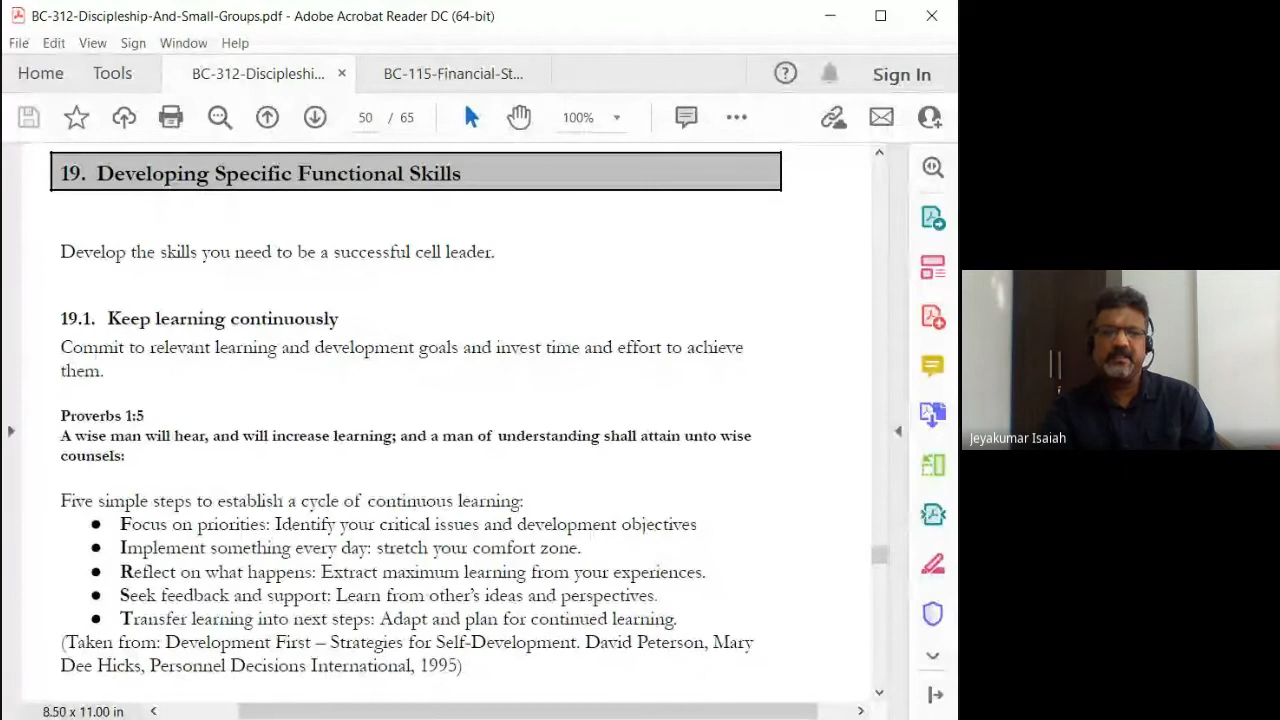 BC-312-Discipleship-And-Small-Groups.pdf - Adobe Acrobat Reader DC (64-bit)
File Edit View Sign Window Help
Home Tools BC-312-Discipleshi... × BC-115-Financial-St... Sign In
50 / 65 100%
19. Developing Specific Functional Skills
Develop the skills you need to be a successful cell leader.
19.1. Keep learning continuously
Commit to relevant learning and development goals and invest time and effort to achieve
them.
Proverbs 1:5
A wise man will hear, and will increase learning; and a man of understanding shall attain unto wise
counsels:
Five simple steps to establish a cycle of continuous learning:
● Focus on priorities: Identify your critical issues and development objectives
● Implement something every day: stretch your comfort zone.
● Reflect on what happens: Extract maximum learning from your experiences.
● Seek feedback and support: Learn from other's ideas and perspectives.
● Transfer learning into next steps: Adapt and plan for continued learning.
(Taken from: Development First – Strategies for Self-Development. David Peterson, Mary
Dee Hicks, Personnel Decisions International, 1995)
8.50 x 11.00 in
Jeyakumar Isaiah